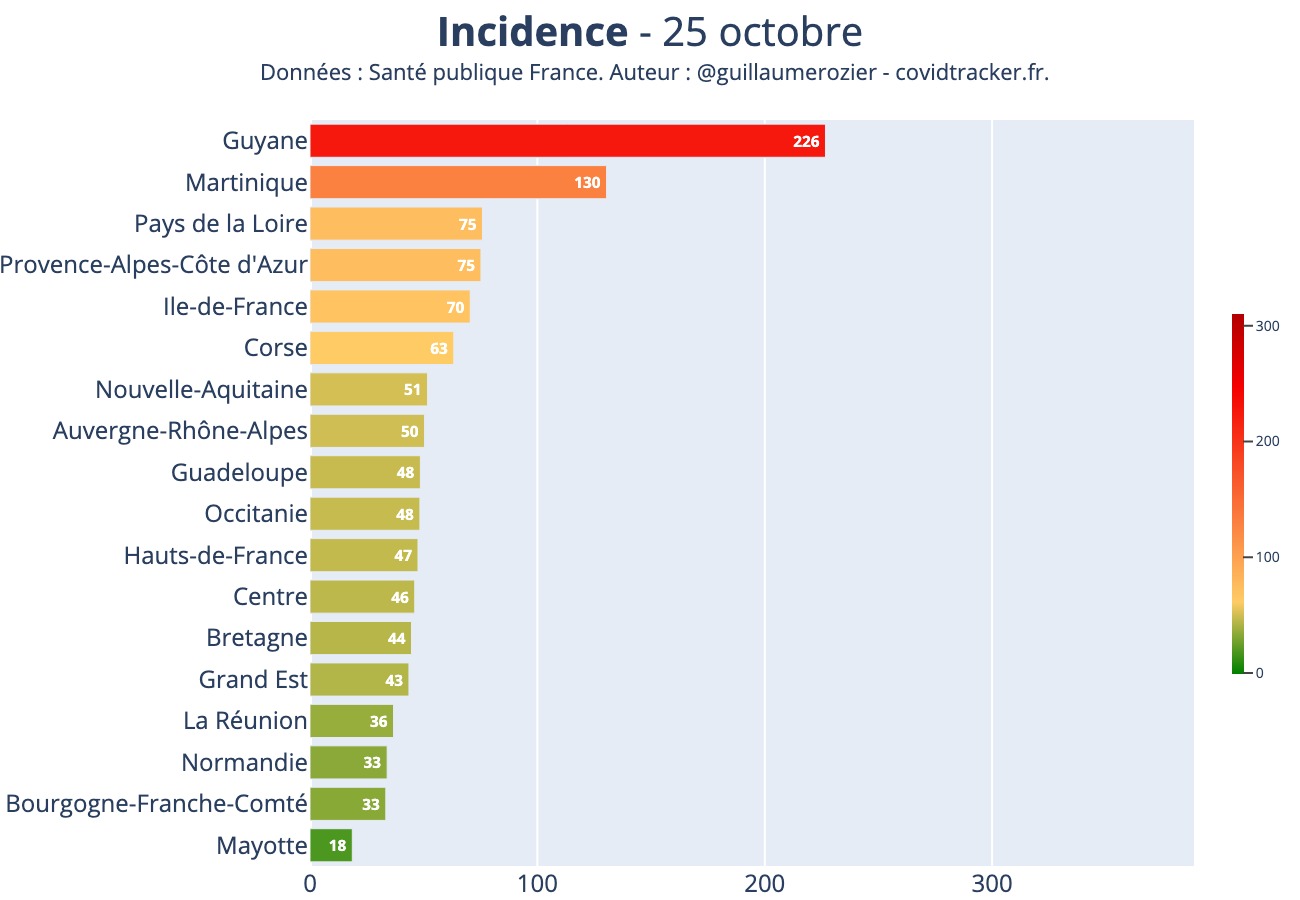 Incidence - 25 octobre
Données : Santé publique France. Auteur : @guillaumerozier - covidtracker.fr.
Guyane 226
Martinique 130
Pays de la Loire 75
Provence-Alpes-Côte d'Azur 75
Ile-de-France 70
Corse 63
Nouvelle-Aquitaine 51
Auvergne-Rhône-Alpes 50
Guadeloupe 48
Occitanie 48
Hauts-de-France 47
Centre 46
Bretagne 44
Grand Est 43
La Réunion 36
Normandie 33
Bourgogne-Franche-Comté 33
Mayotte 18
0 100 200 300
300
200
100
0